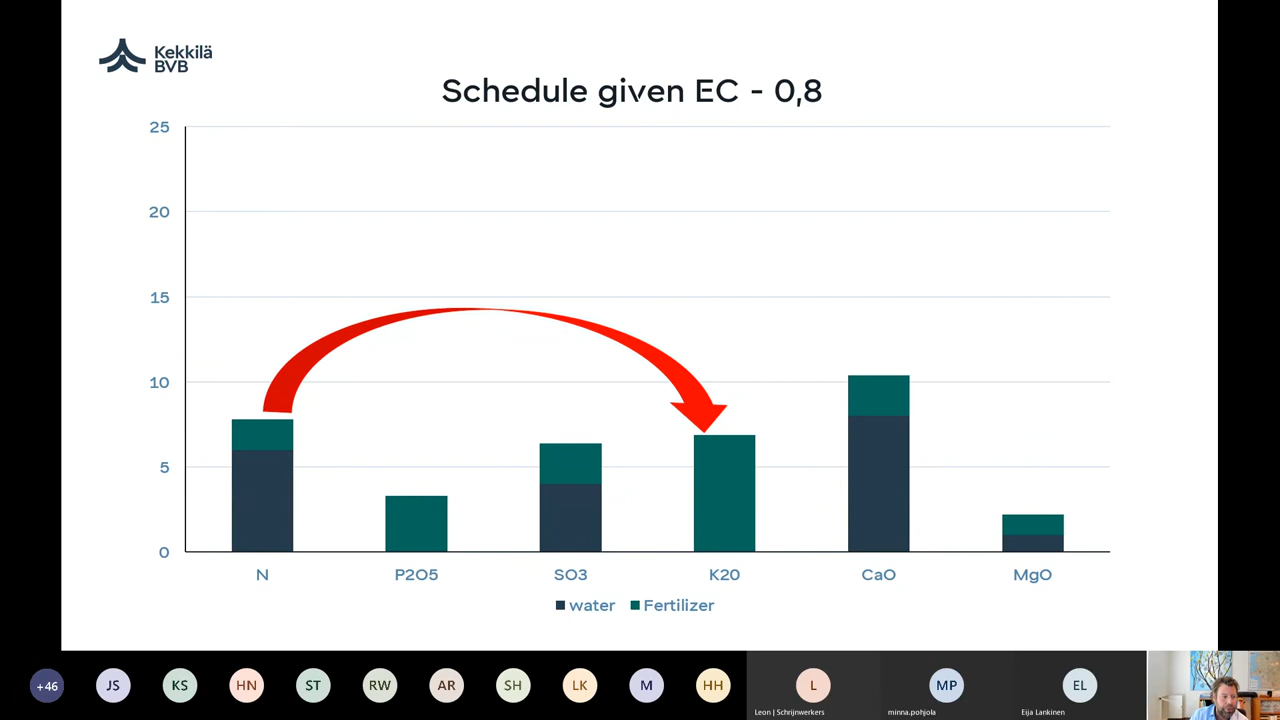 Kekkilä
BVB
Schedule given EC - 0,8
25
20
15
10
5
0
N P2O5 SO3 K20 CaO MgO
water Fertilizer
+46 JS KS HN ST RW AR SH LK M HH L MP EL
Leon | Schrijnwerkers minna.pohjola Eija Lankinen